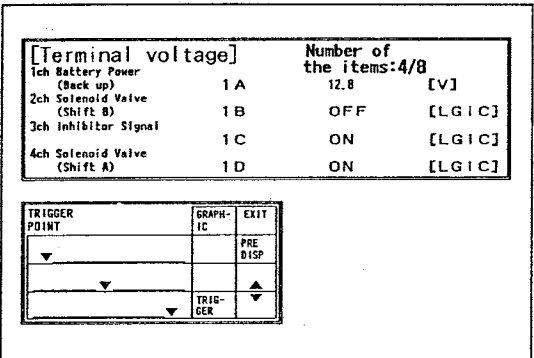 [Terminal voltage] Number of
the items:4/8
1ch Battery Power
(Back up) 1A 12.8 [V]
2ch Solenoid Valve
(Shift B) 1B OFF [LGIC]
3ch Inhibitor Signal
1C ON [LGIC]
4ch Solenoid Valve
(Shift A) 1D ON [LGIC]
TRIGGER GRAPH- EXIT
POINT IC
PRE
DISP
TRIG-
GER